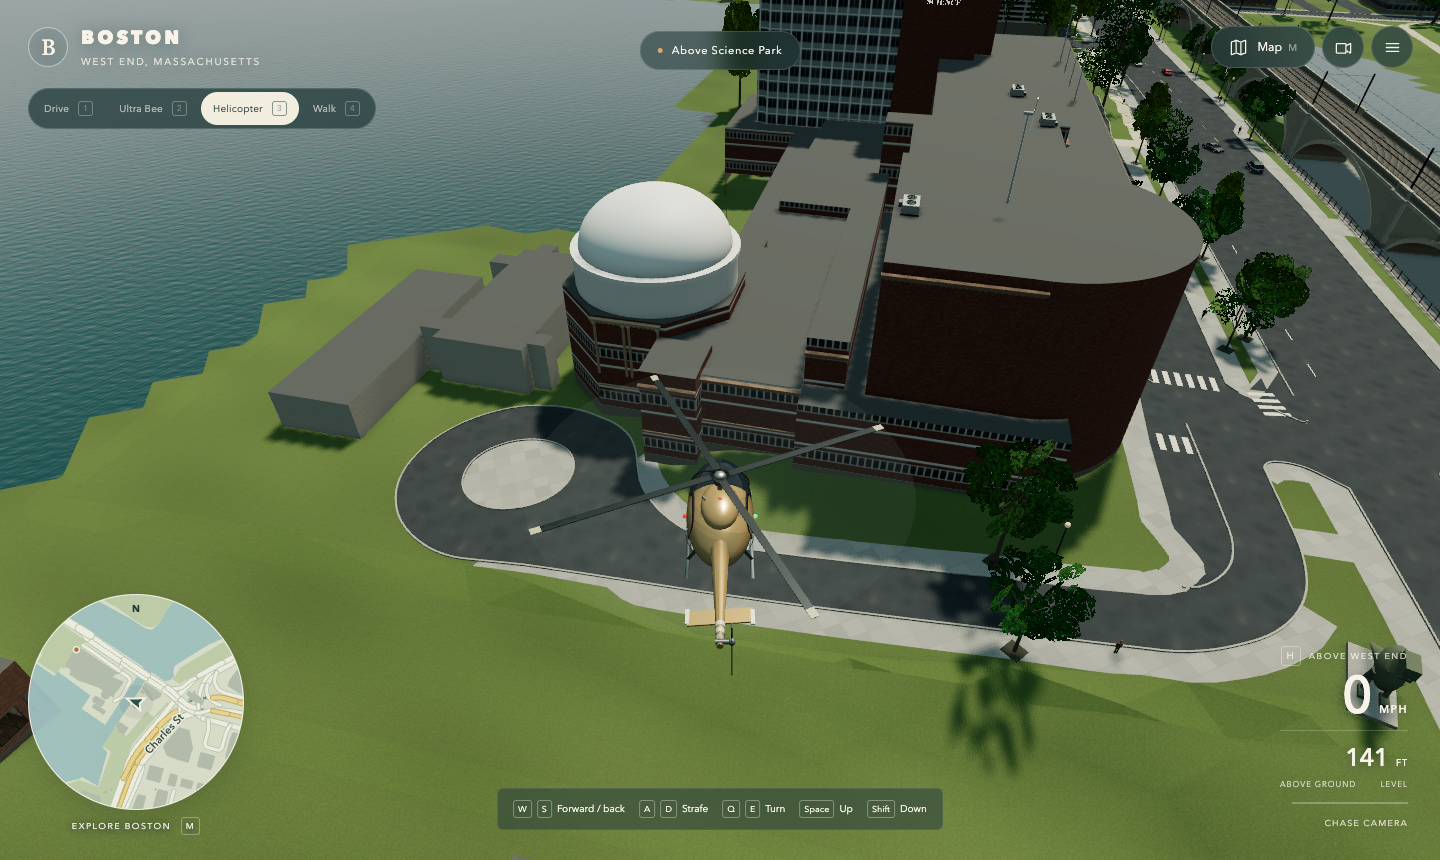 SCIENCE
B
BOSTON
WEST END, MASSACHUSETTS
Above Science Park
Map M
Drive 1
Ultra Bee 2
Helicopter 3
Walk 4
N
Charles St
EXPLORE BOSTON M
W S Forward / back
A D Strafe
Q E Turn
Space Up
Shift Down
H ABOVE WEST END
0 MPH
141 FT
ABOVE GROUND LEVEL
CHASE CAMERA